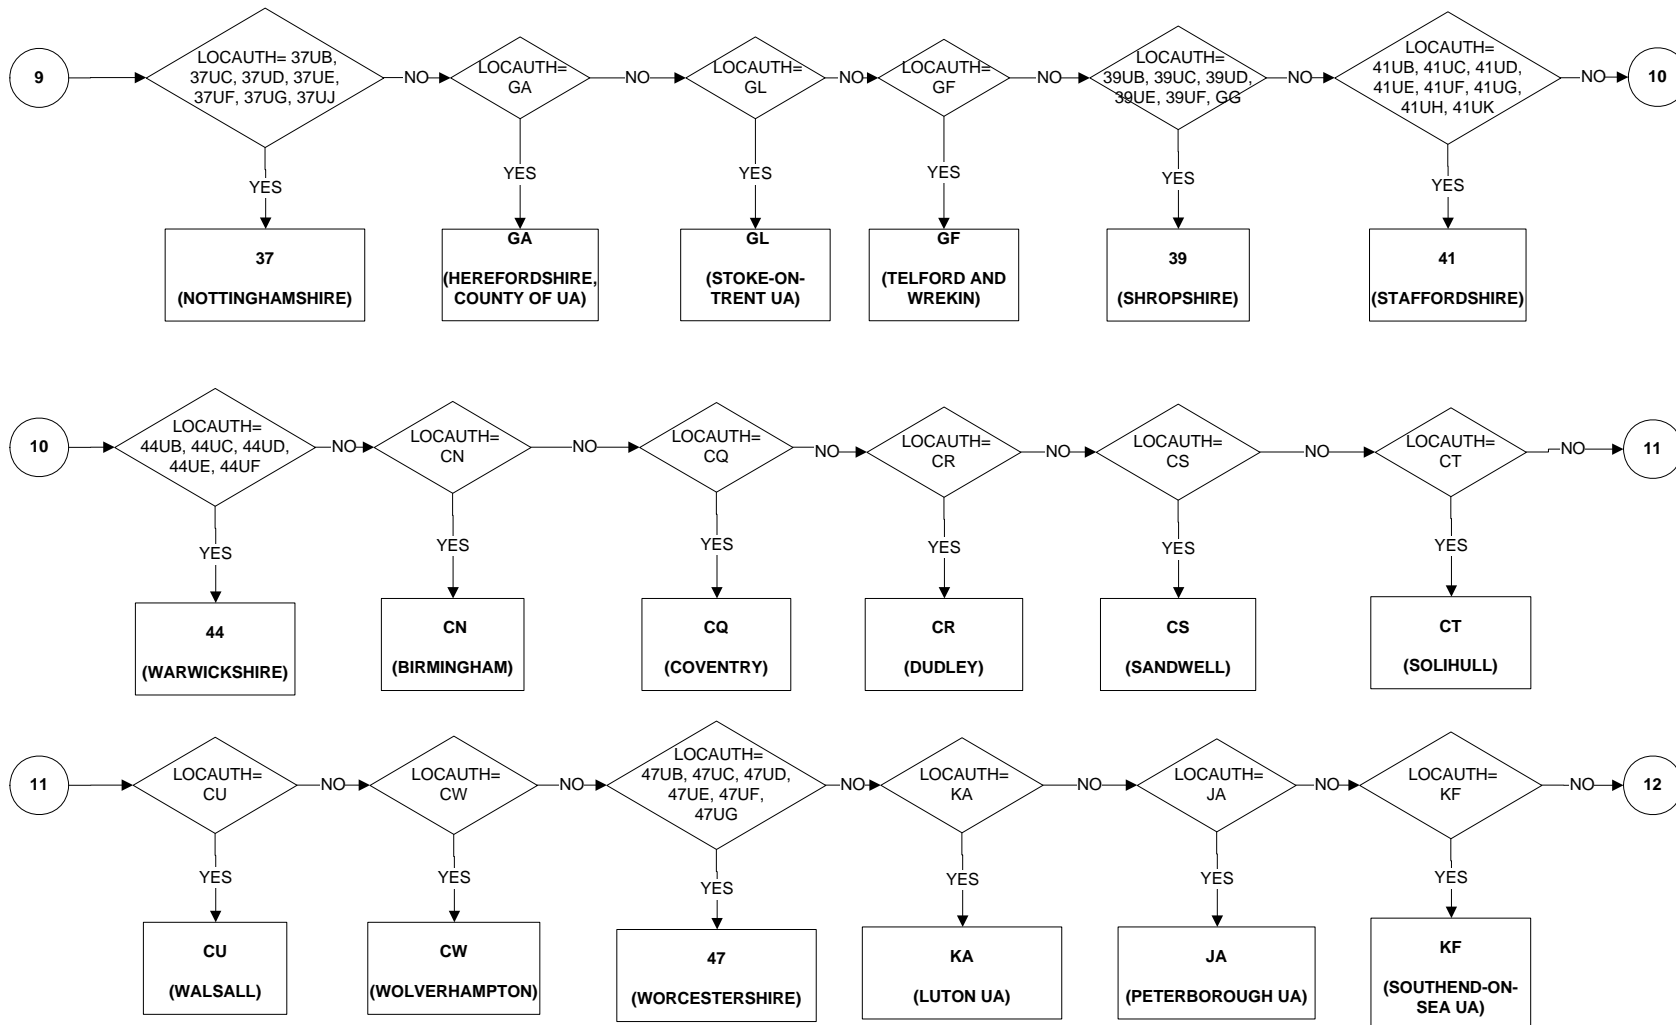 9
LOCAUTH= 37UB,
37UC, 37UD, 37UE,
37UF, 37UG, 37UJ
NO
LOCAUTH=
GA
NO
LOCAUTH=
GL
NO
LOCAUTH=
GF
NO
LOCAUTH=
39UB, 39UC, 39UD,
39UE, 39UF, GG
NO
LOCAUTH=
41UB, 41UC, 41UD,
41UE, 41UF, 41UG,
41UH, 41UK
NO
10
YES
YES
YES
YES
YES
YES
37
(NOTTINGHAMSHIRE)
GA
(HEREFORDSHIRE,
COUNTY OF UA)
GL
(STOKE-ON-
TRENT UA)
GF
(TELFORD AND
WREKIN)
39
(SHROPSHIRE)
41
(STAFFORDSHIRE)
10
LOCAUTH=
44UB, 44UC, 44UD,
44UE, 44UF
NO
LOCAUTH=
CN
NO
LOCAUTH=
CQ
NO
LOCAUTH=
CR
NO
LOCAUTH=
CS
NO
LOCAUTH=
CT
NO
11
YES
YES
YES
YES
YES
YES
44
(WARWICKSHIRE)
CN
(BIRMINGHAM)
CQ
(COVENTRY)
CR
(DUDLEY)
CS
(SANDWELL)
CT
(SOLIHULL)
11
LOCAUTH=
CU
NO
LOCAUTH=
CW
NO
LOCAUTH=
47UB, 47UC, 47UD,
47UE, 47UF,
47UG
NO
LOCAUTH=
KA
NO
LOCAUTH=
JA
NO
LOCAUTH=
KF
NO
12
YES
YES
YES
YES
YES
YES
CU
(WALSALL)
CW
(WOLVERHAMPTON)
47
(WORCESTERSHIRE)
KA
(LUTON UA)
JA
(PETERBOROUGH UA)
KF
(SOUTHEND-ON-
SEA UA)